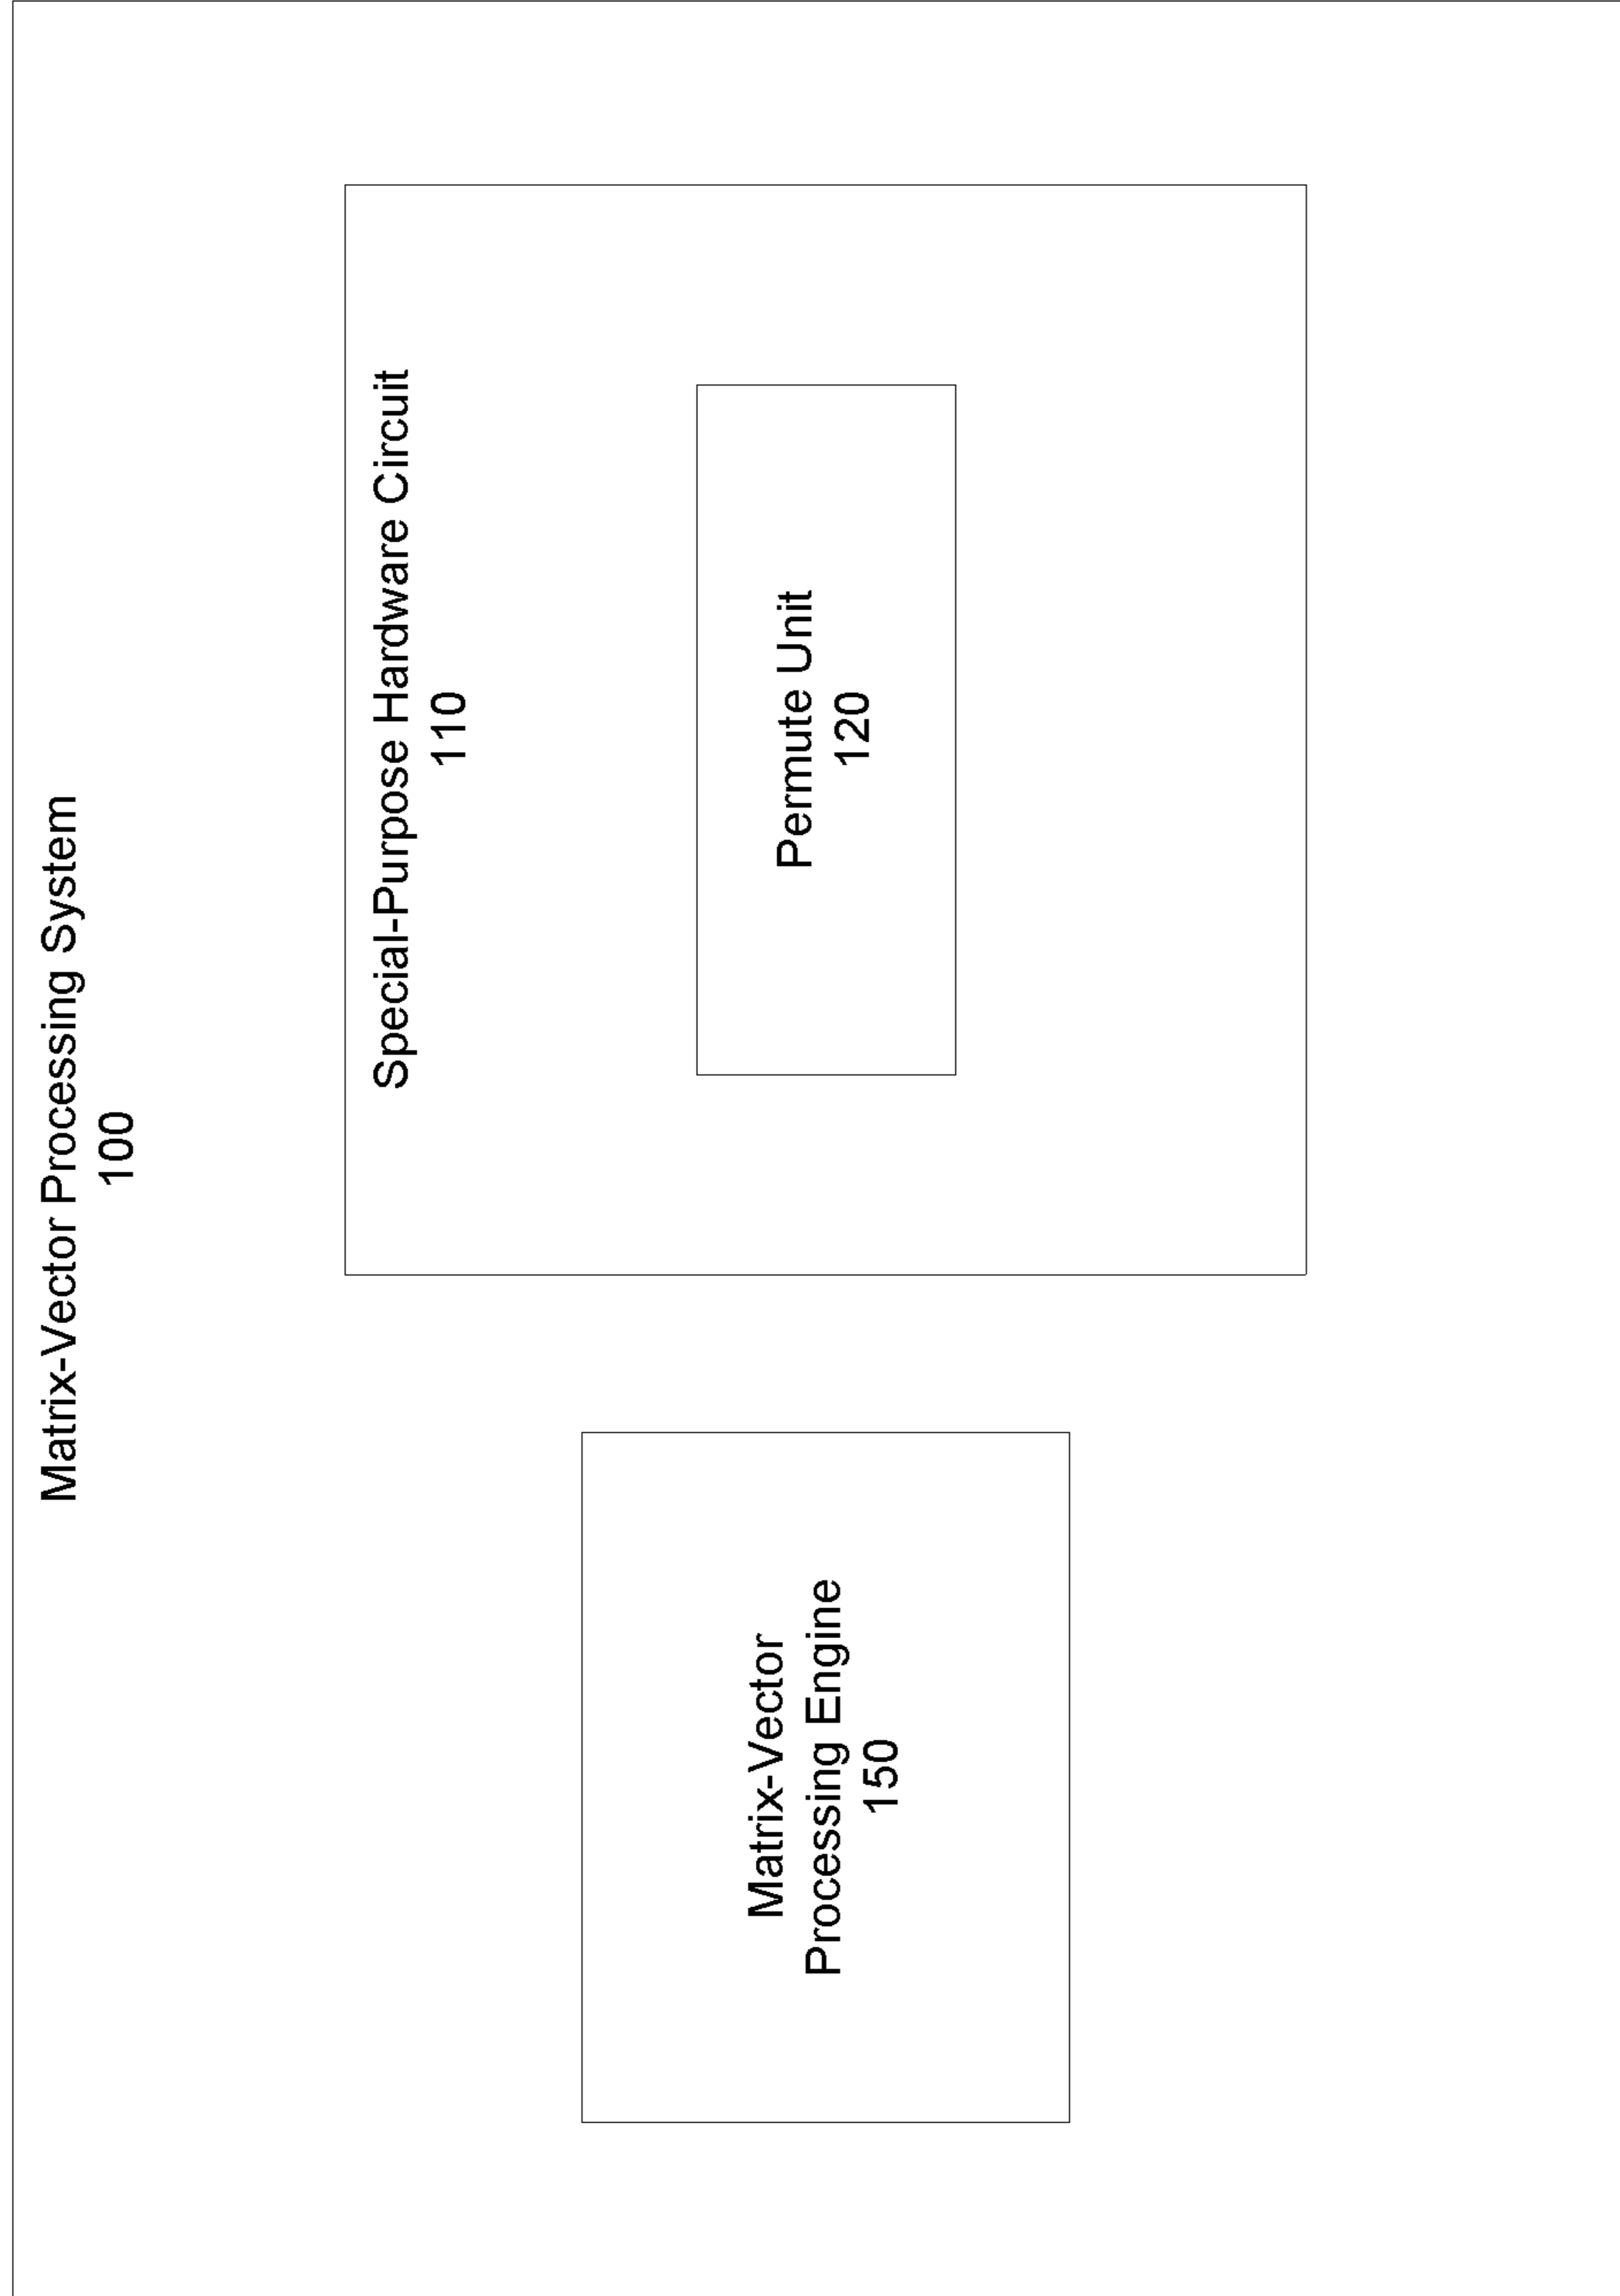 Matrix-Vector Processing System
100
Matrix-Vector
Processing Engine
150
Special-Purpose Hardware Circuit
110
Permute Unit
120